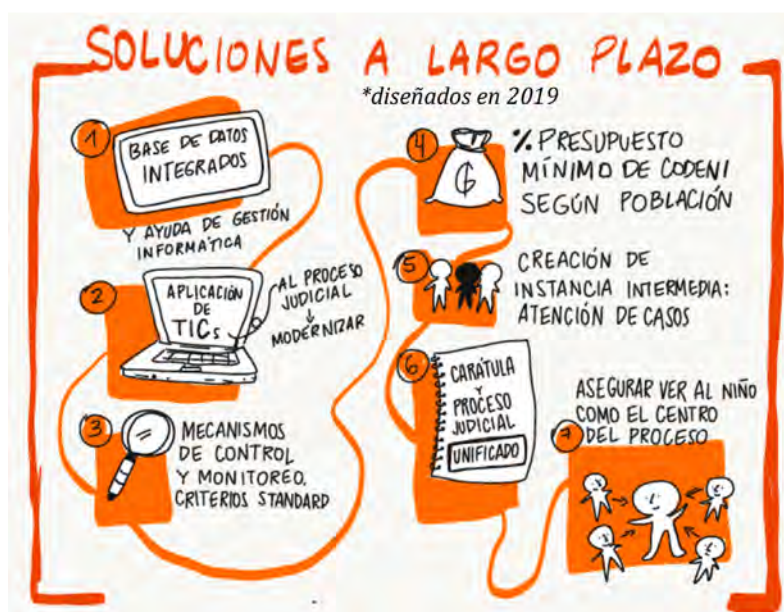 SOLUCIONES A LARGO PLAZO
*diseñados en 2019
1
BASE DE DATOS
INTEGRADOS
Y AYUDA DE GESTIÓN
INFORMÁTICA
2
APLICACIÓN
DE
TICs
AL PROCESO
JUDICIAL
↓
MODERNIZAR
3
MECANISMOS
DE CONTROL
Y MONITOREO.
CRITERIOS STANDARD
4
₲
% PRESUPUESTO
MÍNIMO DE CODENI
SEGÚN POBLACIÓN
5
CREACIÓN DE
INSTANCIA INTERMEDIA:
ATENCIÓN DE CASOS
6
CARÁTULA
Y
PROCESO
JUDICIAL
UNIFICADO
7
ASEGURAR VER AL NIÑO
COMO EL CENTRO
DEL PROCESO